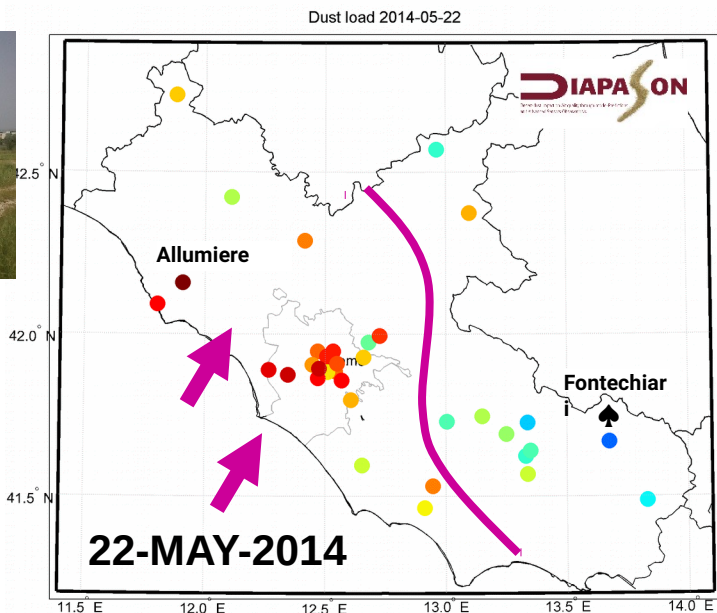 Dust load 2014-05-22
DIAPASON
42.5° N
Allumiere
42.0° N
Fontechiar
i
41.5° N
22-MAY-2014
11.5° E
12.0° E
12.5° E
13.0° E
13.5° E
14.0° E